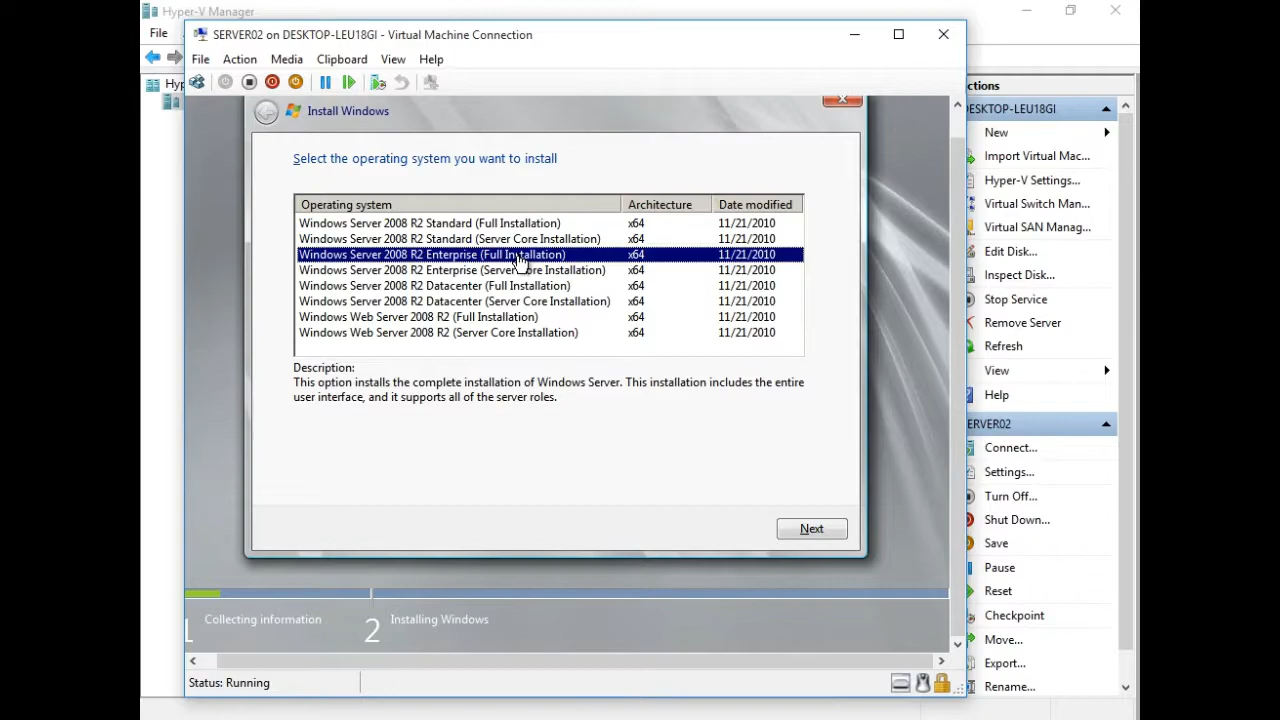 Hyper-V Manager
File
Hyp
SERVER02 on DESKTOP-LEU18GI - Virtual Machine Connection
File Action Media Clipboard View Help
Install Windows
Select the operating system you want to install
Operating system Architecture Date modified
Windows Server 2008 R2 Standard (Full Installation) x64 11/21/2010
Windows Server 2008 R2 Standard (Server Core Installation) x64 11/21/2010
Windows Server 2008 R2 Enterprise (Full Installation) x64 11/21/2010
Windows Server 2008 R2 Enterprise (Server Core Installation) x64 11/21/2010
Windows Server 2008 R2 Datacenter (Full Installation) x64 11/21/2010
Windows Server 2008 R2 Datacenter (Server Core Installation) x64 11/21/2010
Windows Web Server 2008 R2 (Full Installation) x64 11/21/2010
Windows Web Server 2008 R2 (Server Core Installation) x64 11/21/2010
Description:
This option installs the complete installation of Windows Server. This installation includes the entire
user interface, and it supports all of the server roles.
Next
1 Collecting information 2 Installing Windows
Status: Running
ctions
ESKTOP-LEU18GI
New
Import Virtual Mac...
Hyper-V Settings...
Virtual Switch Man...
Virtual SAN Manag...
Edit Disk...
Inspect Disk...
Stop Service
Remove Server
Refresh
View
Help
ERVER02
Connect...
Settings...
Turn Off...
Shut Down...
Save
Pause
Reset
Checkpoint
Move...
Export...
Rename...